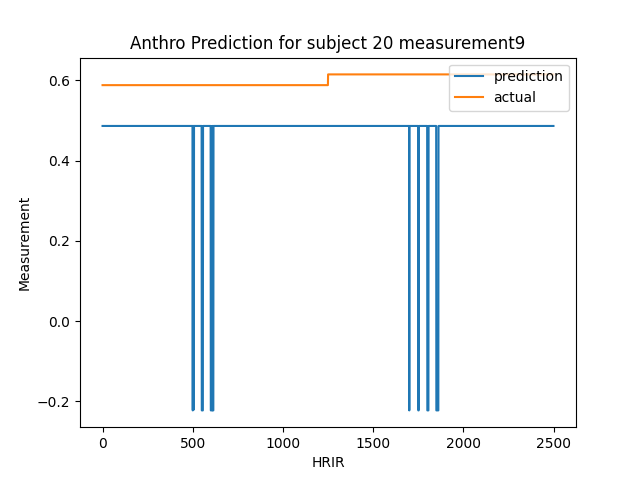 Anthro Prediction for subject 20 measurement9
prediction
actual
Measurement
0.6
0.4
0.2
0.0
−0.2
0
500
1000
1500
2000
2500
HRIR